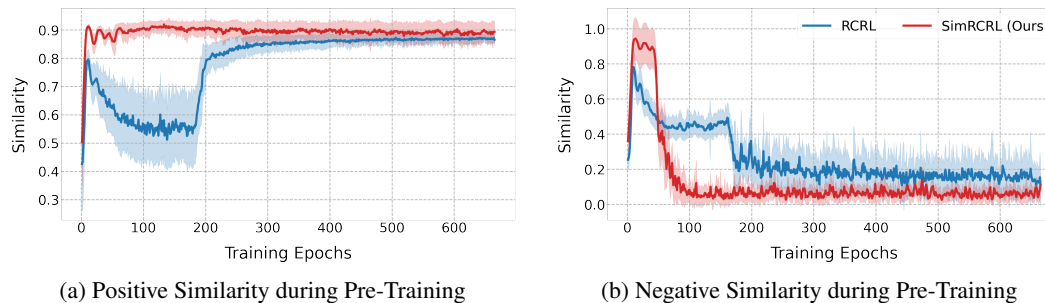 0.9
0.8
0.7
0.6
0.5
0.4
0.3
Similarity
0 100 200 300 400 500 600
Training Epochs
(a) Positive Similarity during Pre-Training
RCRL SimRCRL (Ours
1.0
0.8
0.6
0.4
0.2
0.0
Similarity
0 100 200 300 400 500 600
Training Epochs
(b) Negative Similarity during Pre-Training